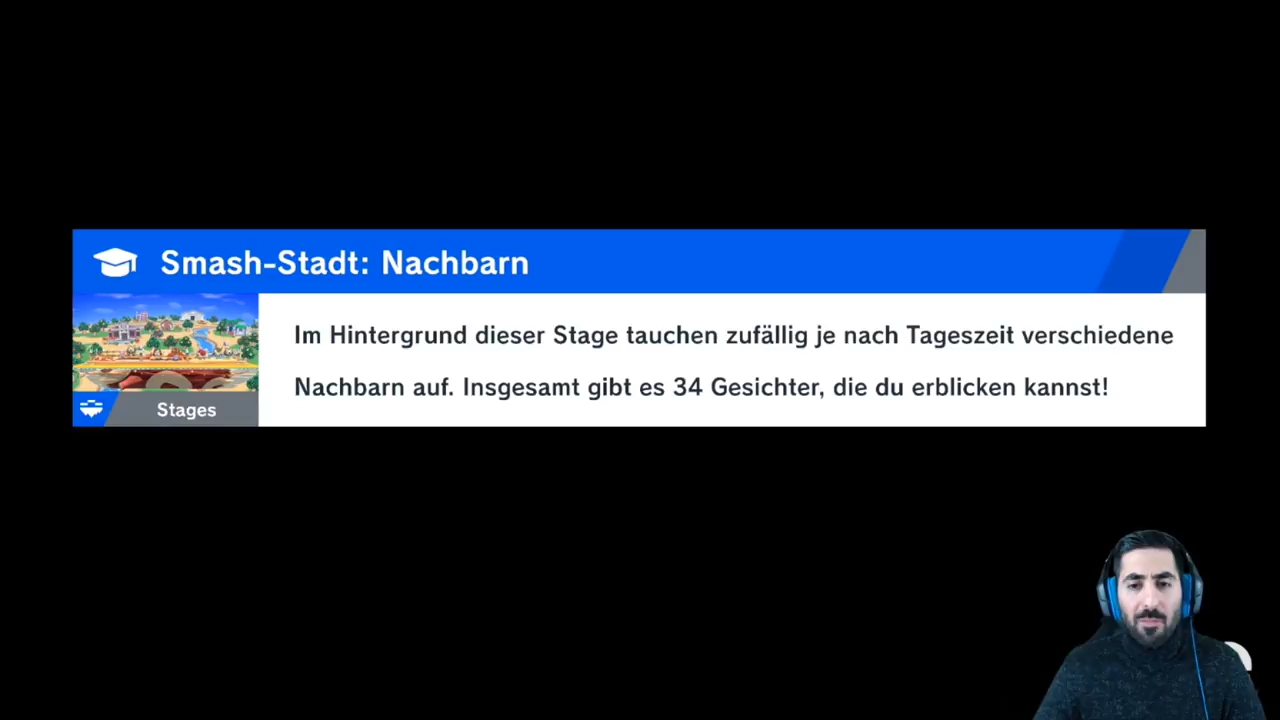 Smash-Stadt: Nachbarn
Im Hintergrund dieser Stage tauchen zufällig je nach Tageszeit verschiedene
Nachbarn auf. Insgesamt gibt es 34 Gesichter, die du erblicken kannst!
Stages